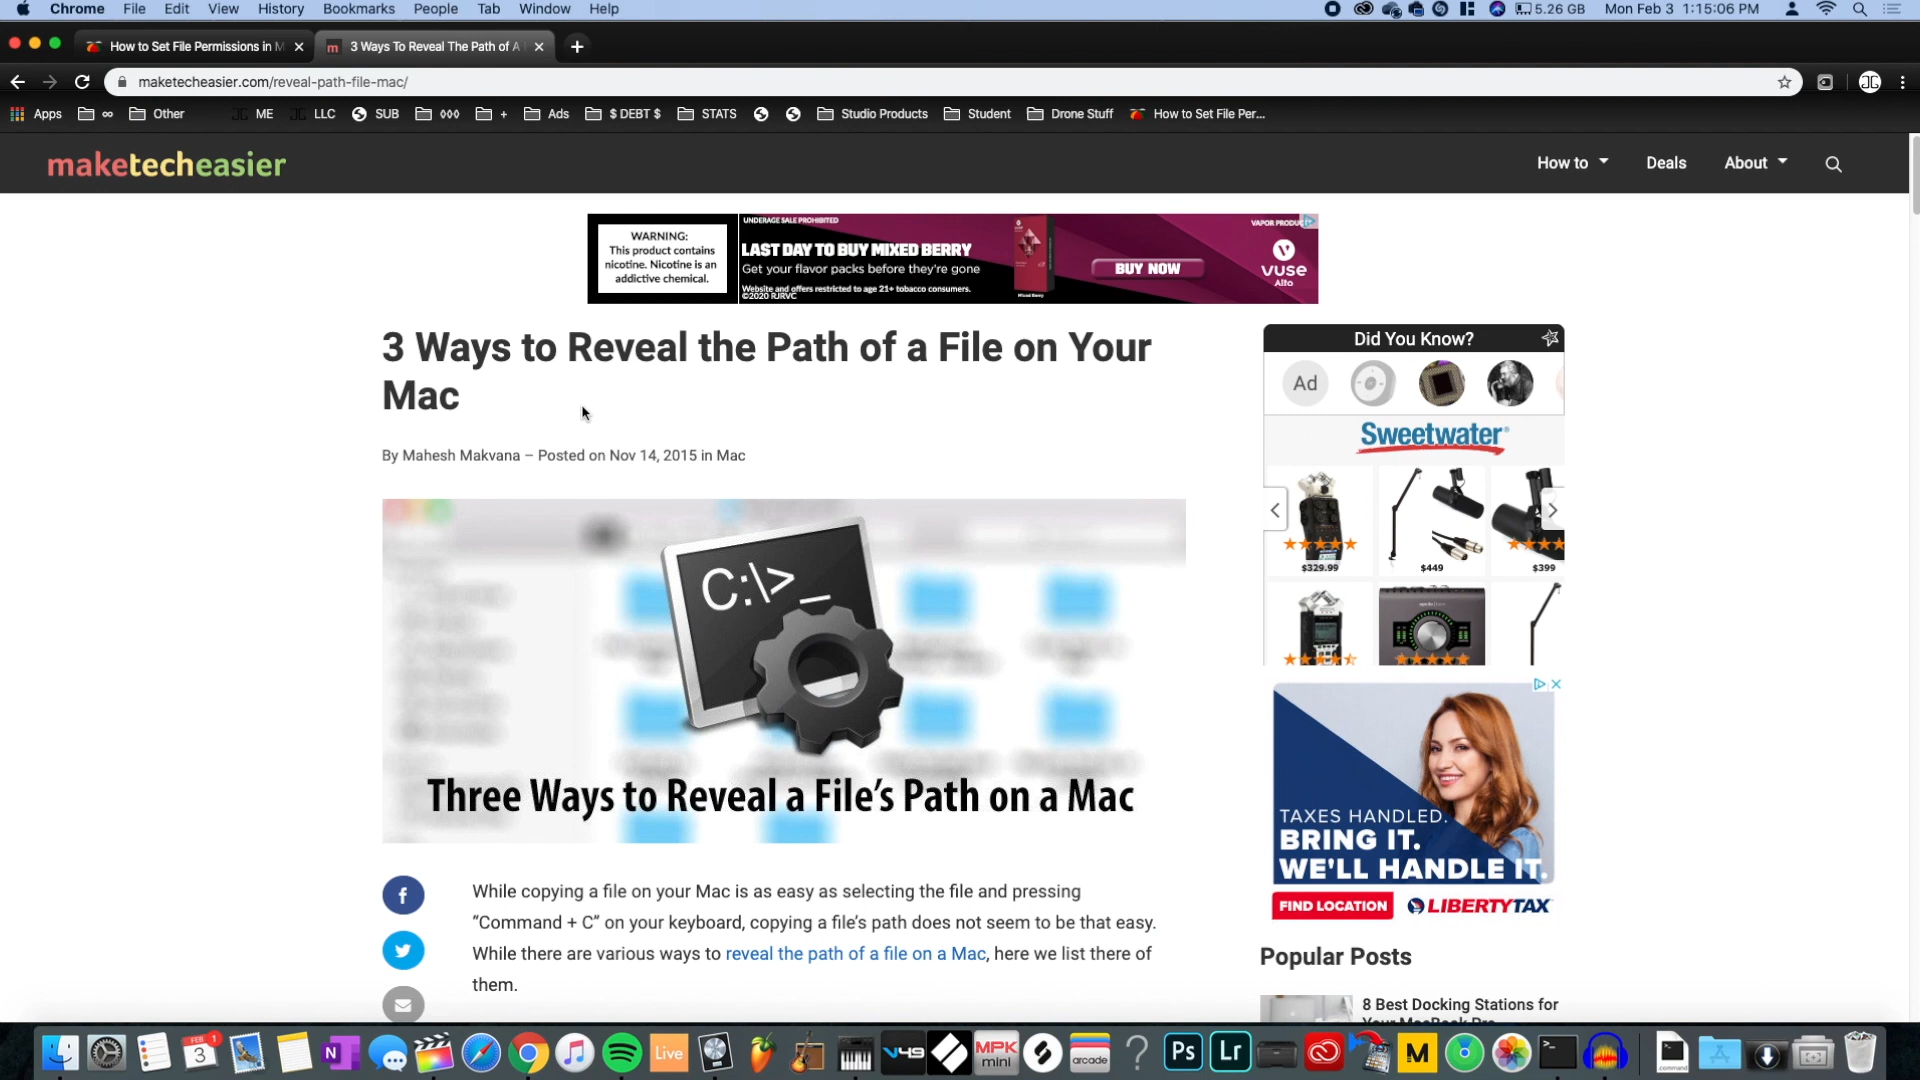 Chrome File Edit View History Bookmarks People Tab Window Help
5.26 GB Mon Feb 3 1:15:06 PM
How to Set File Permissions in M
3 Ways To Reveal The Path of A
maketecheasier.com/reveal-path-file-mac/
Apps ∞ Other ME LLC SUB ◊◊◊ + Ads $ DEBT $ STATS Studio Products Student Drone Stuff How to Set File Per...
maketecheasier
How to Deals About
WARNING:
This product contains
nicotine. Nicotine is an
addictive chemical.
UNDERAGE SALE PROHIBITED
LAST DAY TO BUY MIXED BERRY
Get your flavor packs before they're gone
Website and offers restricted to age 21+ tobacco consumers.
©2020 RJRVC
BUY NOW
VAPOR PRODUC
vuse
Alto
3 Ways to Reveal the Path of a File on Your
Mac
By Mahesh Makvana – Posted on Nov 14, 2015 in Mac
C:\>_
Three Ways to Reveal a File's Path on a Mac
While copying a file on your Mac is as easy as selecting the file and pressing
“Command + C” on your keyboard, copying a file's path does not seem to be that easy.
While there are various ways to reveal the path of a file on a Mac, here we list there of
them.
Did You Know?
Ad
Sweetwater
$329.99 $449 $399
TAXES HANDLED.
BRING IT.
WE'LL HANDLE IT.
FIND LOCATION LIBERTY TAX
Popular Posts
8 Best Docking Stations for
Your MacBook Pro
FEB 3 1 N Live V49 MPK mini arcade ? Ps Lr M .command